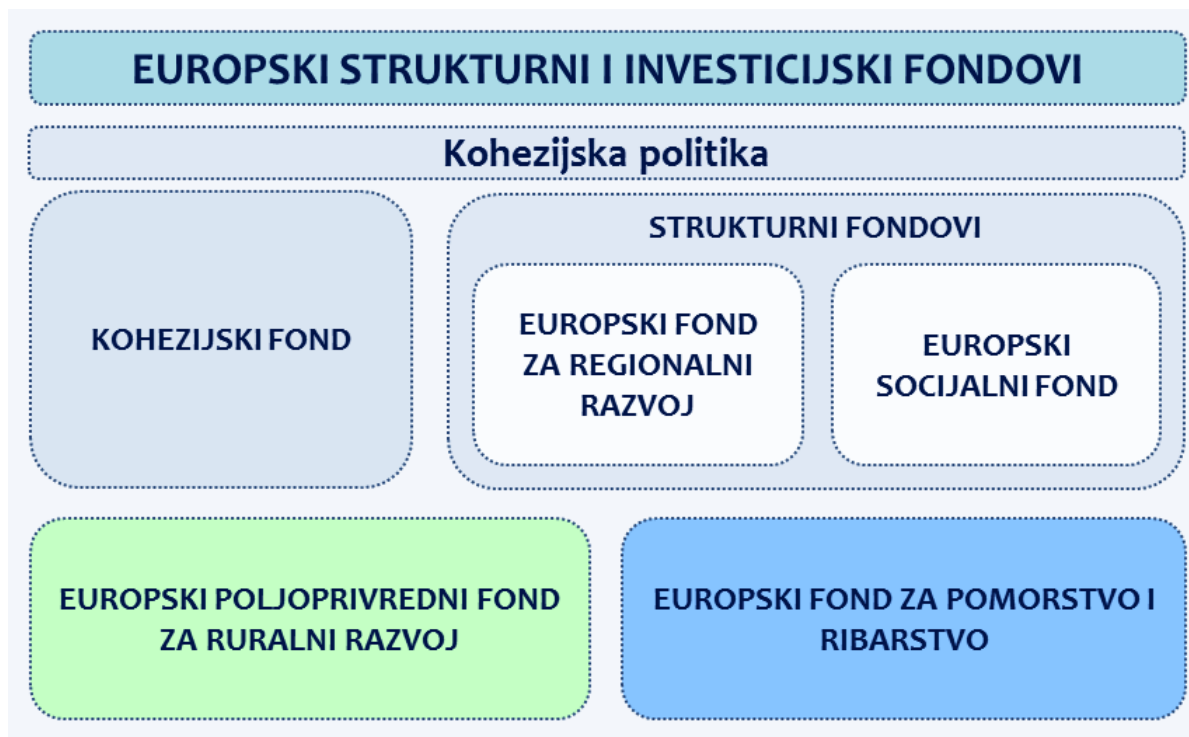 EUROPSKI STRUKTURNI I INVESTICIJSKI FONDOVI
Kohezijska politika
KOHEZIJSKI FOND
STRUKTURNI FONDOVI
EUROPSKI FOND
ZA REGIONALNI
RAZVOJ
EUROPSKI
SOCIJALNI FOND
EUROPSKI POLJOPRIVREDNI FOND
ZA RURALNI RAZVOJ
EUROPSKI FOND ZA POMORSTVO I
RIBARSTVO